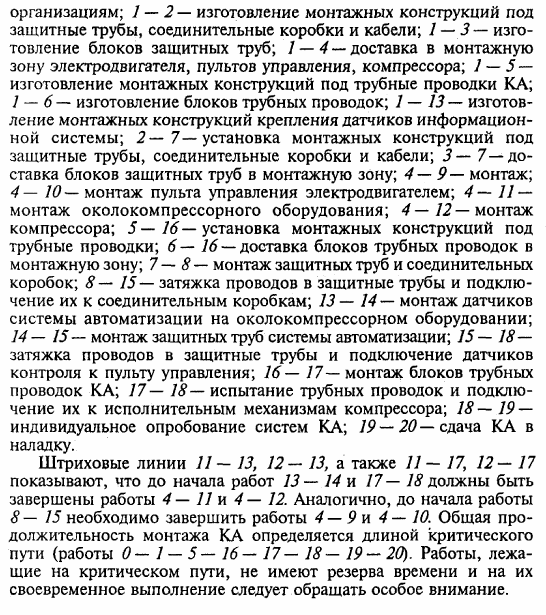 организациям; 1 — 2 — изготовление монтажных конструкций под
защитные трубы, соединительные коробки и кабели; 1 — 3 — изго-
товление блоков защитных труб; 1 — 4 — доставка в монтажную
зону электродвигателя, пультов управления, компрессора; 1 — 5 —
изготовление монтажных конструкций под трубные проводки КА;
1 — 6 — изготовление блоков трубных проводок; 1 — 13 — изготов-
ление монтажных конструкций крепления датчиков информацион-
ной системы; 2 — 7 — установка монтажных конструкций под
защитные трубы, соединительные коробки и кабели; 3 — 7 — до-
ставка блоков защитных труб в монтажную зону; 4 — 9 — монтаж;
4 — 10 — монтаж пульта управления электродвигателем; 4 — 11 —
монтаж околокомпрессорного оборудования; 4 — 12 — монтаж
компрессора; 5 — 16 — установка монтажных конструкций под
трубные проводки; 6 — 16 — доставка блоков трубных проводок в
монтажную зону; 7 — 8 — монтаж защитных труб и соединительных
коробок; 8 — 15 — затяжка проводов в защитные трубы и подклю-
чение их к соединительным коробкам; 13 — 14 — монтаж датчиков
системы автоматизации на околокомпрессорном оборудовании;
14 — 15 — монтаж защитных труб системы автоматизации; 15 — 18 —
затяжка проводов в защитные трубы и подключение датчиков
контроля к пульту управления; 16 — 17 — монтаж блоков трубных
проводок КА; 17 — 18 — испытание трубных проводок и подклю-
чение их к исполнительным механизмам компрессора; 18 — 19 —
индивидуальное опробование систем КА; 19 — 20 — сдача КА в
наладку.
Штриховые линии 11 — 13, 12 — 13, а также 11 — 17, 12 — 17
показывают, что до начала работ 13 — 14 и 17 — 18 должны быть
завершены работы 4 — 11 и 4 — 12. Аналогично, до начала работы
8 — 15 необходимо завершить работы 4 — 9 и 4 — 10. Общая про-
должительность монтажа КА определяется длиной критического
пути (работы 0 — 1 — 5 — 16 — 17 — 18 — 19 — 20). Работы, лежа-
щие на критическом пути, не имеют резерва времени и на их
своевременное выполнение следует обращать особое внимание.